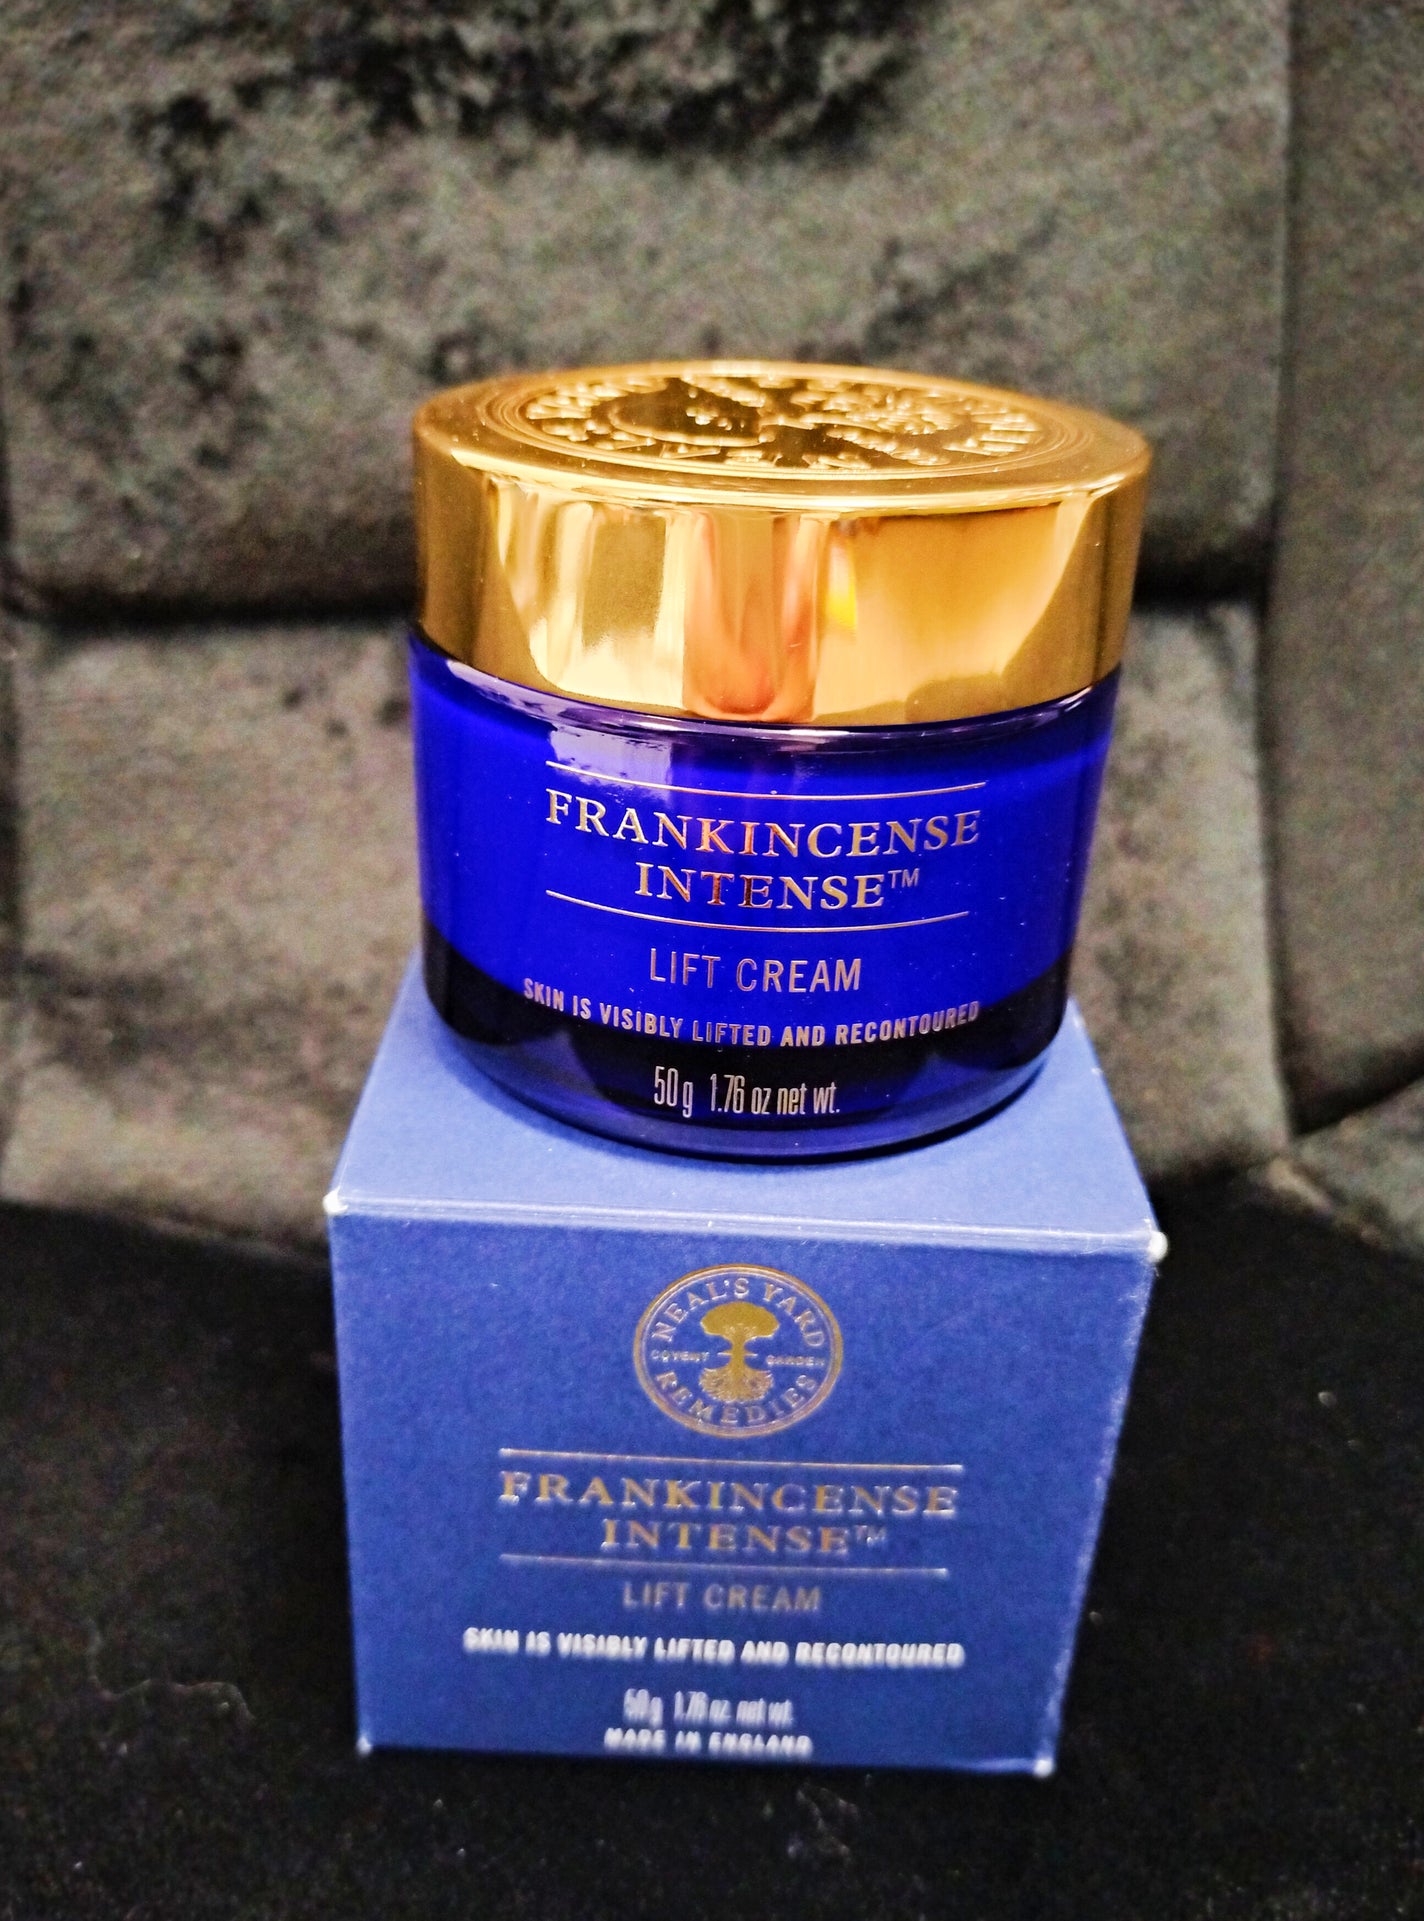 FRANKINCENSE
INTENSE™
LIFT CREAM
SKIN IS VISIBLY LIFTED AND RECONTOURED
50 g 1.76 oz net wt.
NEAL'S YARD
COVENT GARDEN
REMEDIES
FRANKINCENSE
INTENSE™
LIFT CREAM
SKIN IS VISIBLY LIFTED AND RECONTOURED
50 g 1.76 oz net wt.
MADE IN ENGLAND